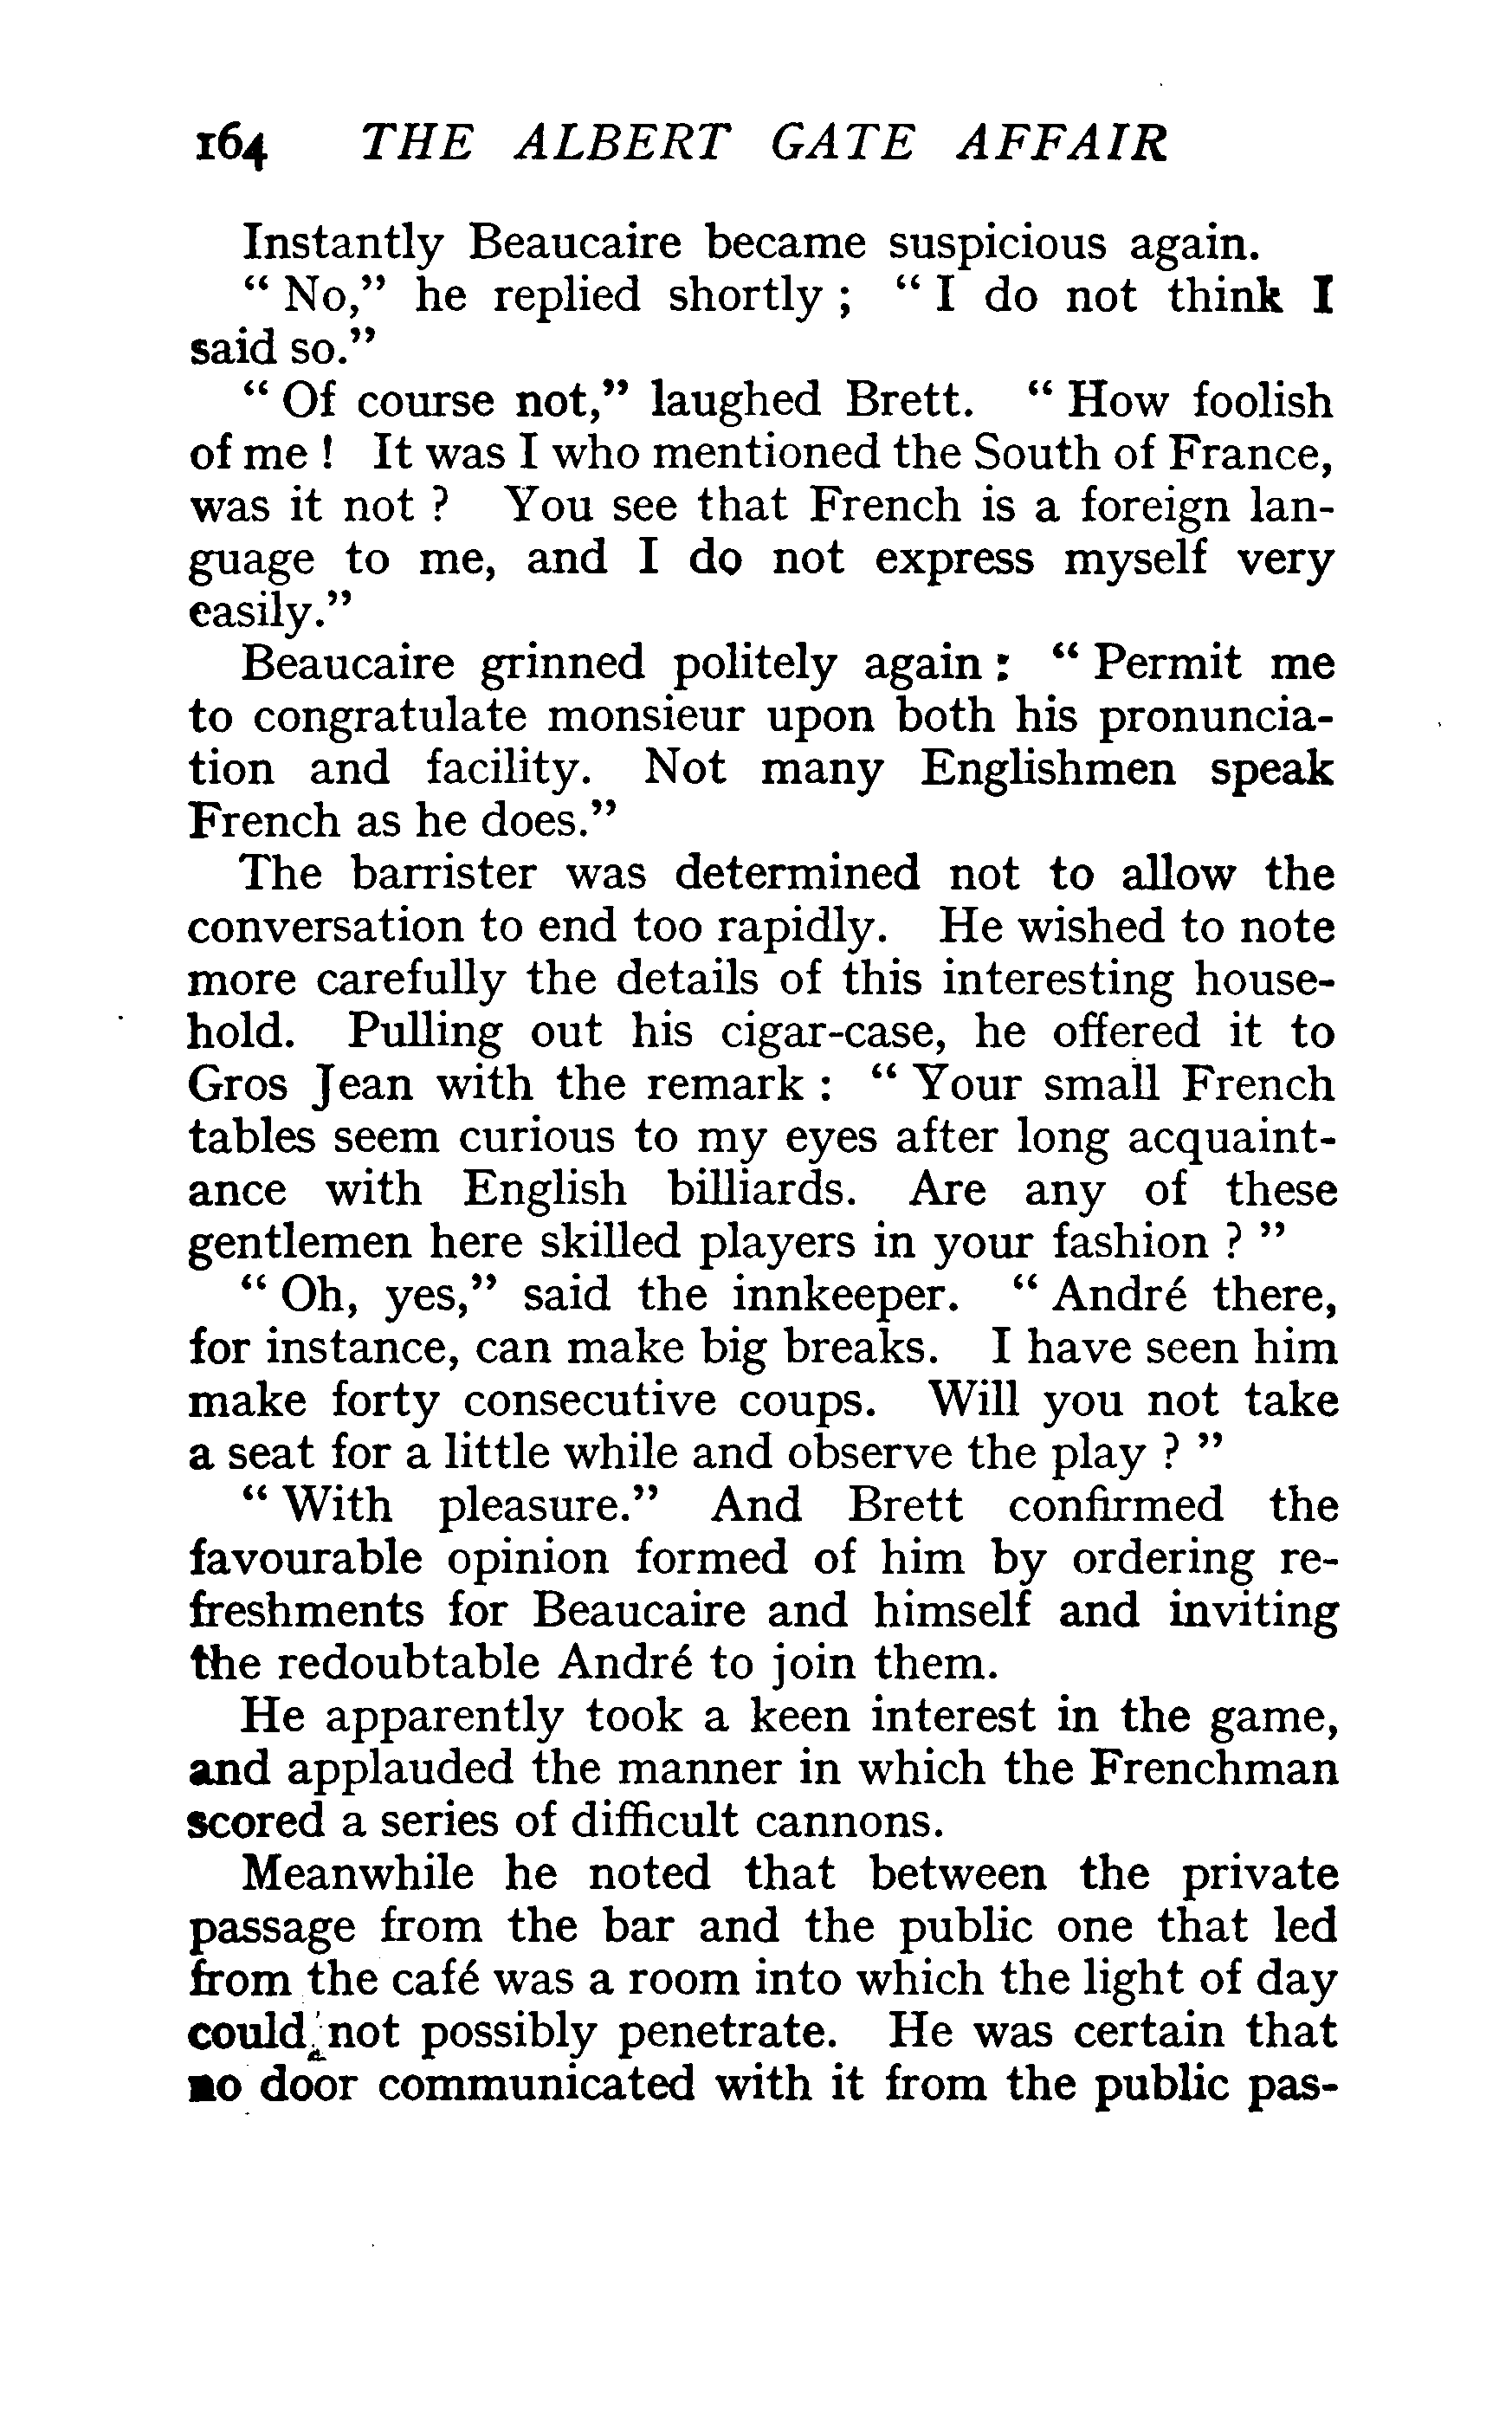 164 THE ALBERT GATE AFFAIR
Instantly Beaucaire became suspicious again.
“ No,” he replied shortly ; “ I do not think I
said so.”
“ Of course not,” laughed Brett. “ How foolish
of me ! It was I who mentioned the South of France,
was it not ? You see that French is a foreign lan-
guage to me, and I do not express myself very
easily.”
Beaucaire grinned politely again : “ Permit me
to congratulate monsieur upon both his pronuncia-
tion and facility. Not many Englishmen speak
French as he does.”
The barrister was determined not to allow the
conversation to end too rapidly. He wished to note
more carefully the details of this interesting house-
hold. Pulling out his cigar-case, he offered it to
Gros Jean with the remark : “ Your small French
tables seem curious to my eyes after long acquaint-
ance with English billiards. Are any of these
gentlemen here skilled players in your fashion ? ”
“ Oh, yes,” said the innkeeper. “ André there,
for instance, can make big breaks. I have seen him
make forty consecutive coups. Will you not take
a seat for a little while and observe the play ? ”
“ With pleasure.” And Brett confirmed the
favourable opinion formed of him by ordering re-
freshments for Beaucaire and himself and inviting
the redoubtable André to join them.
He apparently took a keen interest in the game,
and applauded the manner in which the Frenchman
scored a series of difficult cannons.
Meanwhile he noted that between the private
passage from the bar and the public one that led
from the café was a room into which the light of day
could not possibly penetrate. He was certain that
no door communicated with it from the public pas-